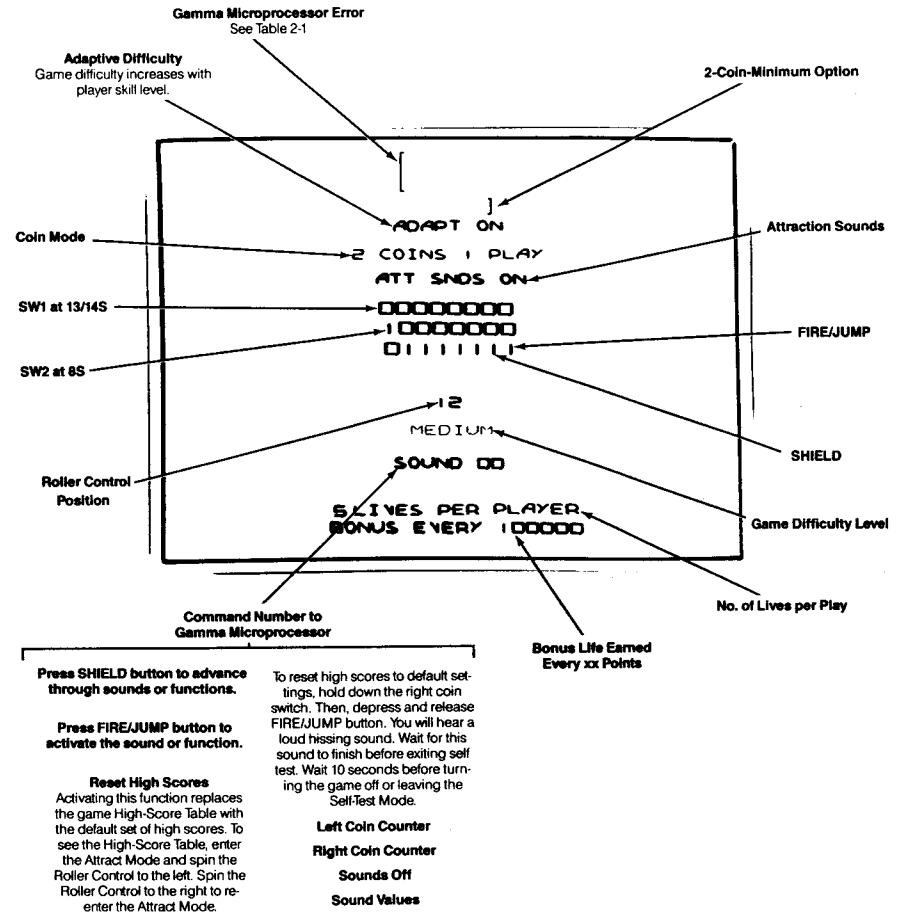 Gamma Microprocessor Error
See Table 2-1
Adaptive Difficulty
Game difficulty increases with
player skill level.
2-Coin-Minimum Option
[
]
ADAPT ON
Coin Mode
2 COINS 1 PLAY
Attraction Sounds
ATT SNDS ON
SW1 at 13/14S
00000000
SW2 at 8S
10000000
FIRE/JUMP
01111111
12
MEDIUM
SHIELD
Roller Control
Position
SOUND 00
5 LIVES PER PLAYER
Game Difficulty Level
BONUS EVERY 100000
No. of Lives per Play
Command Number to
Gamma Microprocessor
Bonus Life Earned
Every xx Points
Press SHIELD button to advance
through sounds or functions.
Press FIRE/JUMP button to
activate the sound or function.
Reset High Scores
Activating this function replaces
the game High-Score Table with
the default set of high scores. To
see the High-Score Table, enter
the Attract Mode and spin the
Roller Control to the left. Spin the
Roller Control to the right to re-
enter the Attract Mode.
To reset high scores to default set-
tings, hold down the right coin
switch. Then, depress and release
FIRE/JUMP button. You will hear a
loud hissing sound. Wait for this
sound to finish before exiting self
test. Wait 10 seconds before turn-
ing the game off or leaving the
Self-Test Mode.
Left Coin Counter
Right Coin Counter
Sounds Off
Sound Values